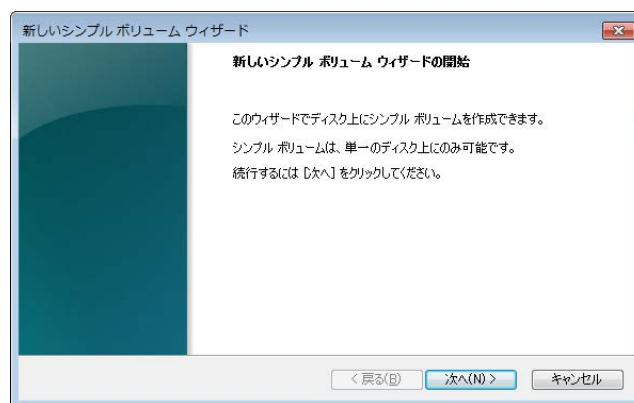 新しいシンプル ボリューム ウィザード
新しいシンプル ボリューム ウィザードの開始
このウィザードでディスク上にシンプル ボリュームを作成できます。
シンプル ボリュームは、単一のディスク上にのみ可能です。
続行するには [次へ] をクリックしてください。
< 戻る(B) 次へ(N) > キャンセル